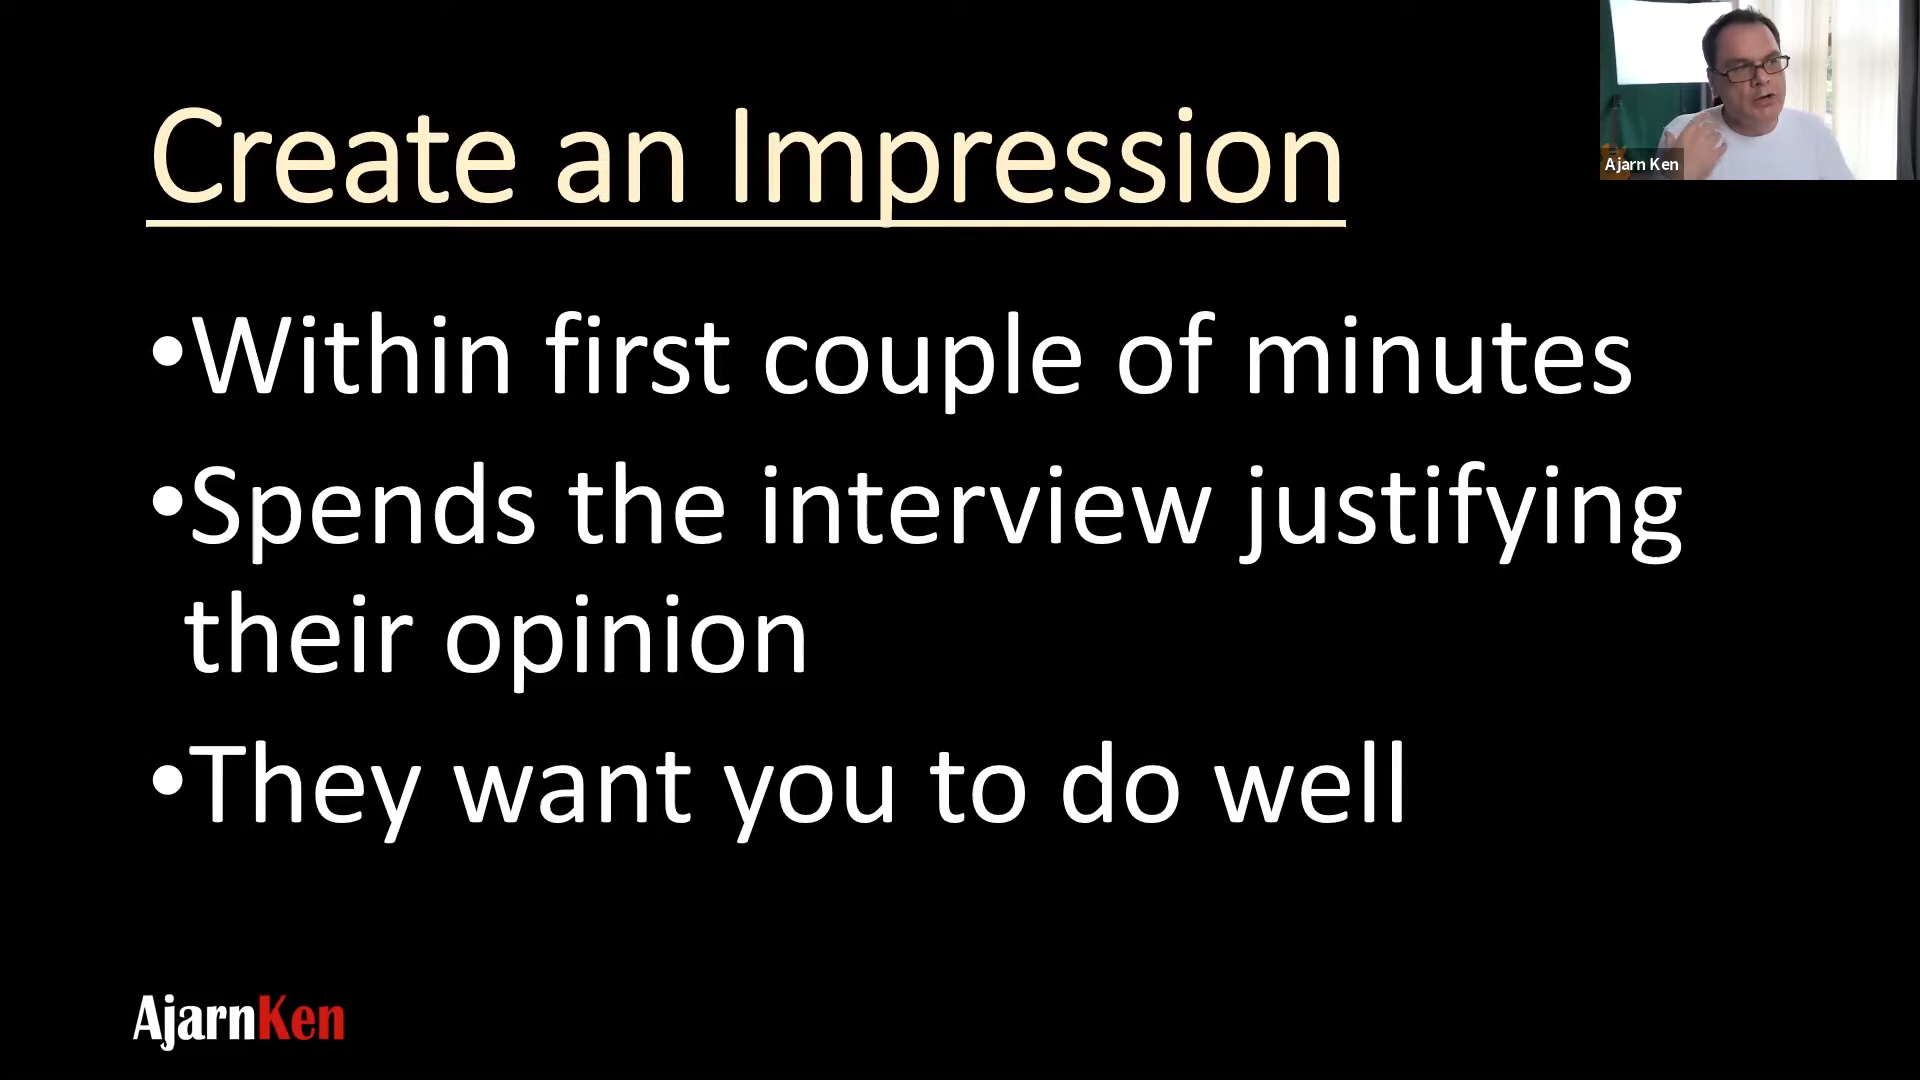 Create an Impression
•Within first couple of minutes
•Spends the interview justifying
their opinion
•They want you to do well
Ajarn Ken
AjarnKen